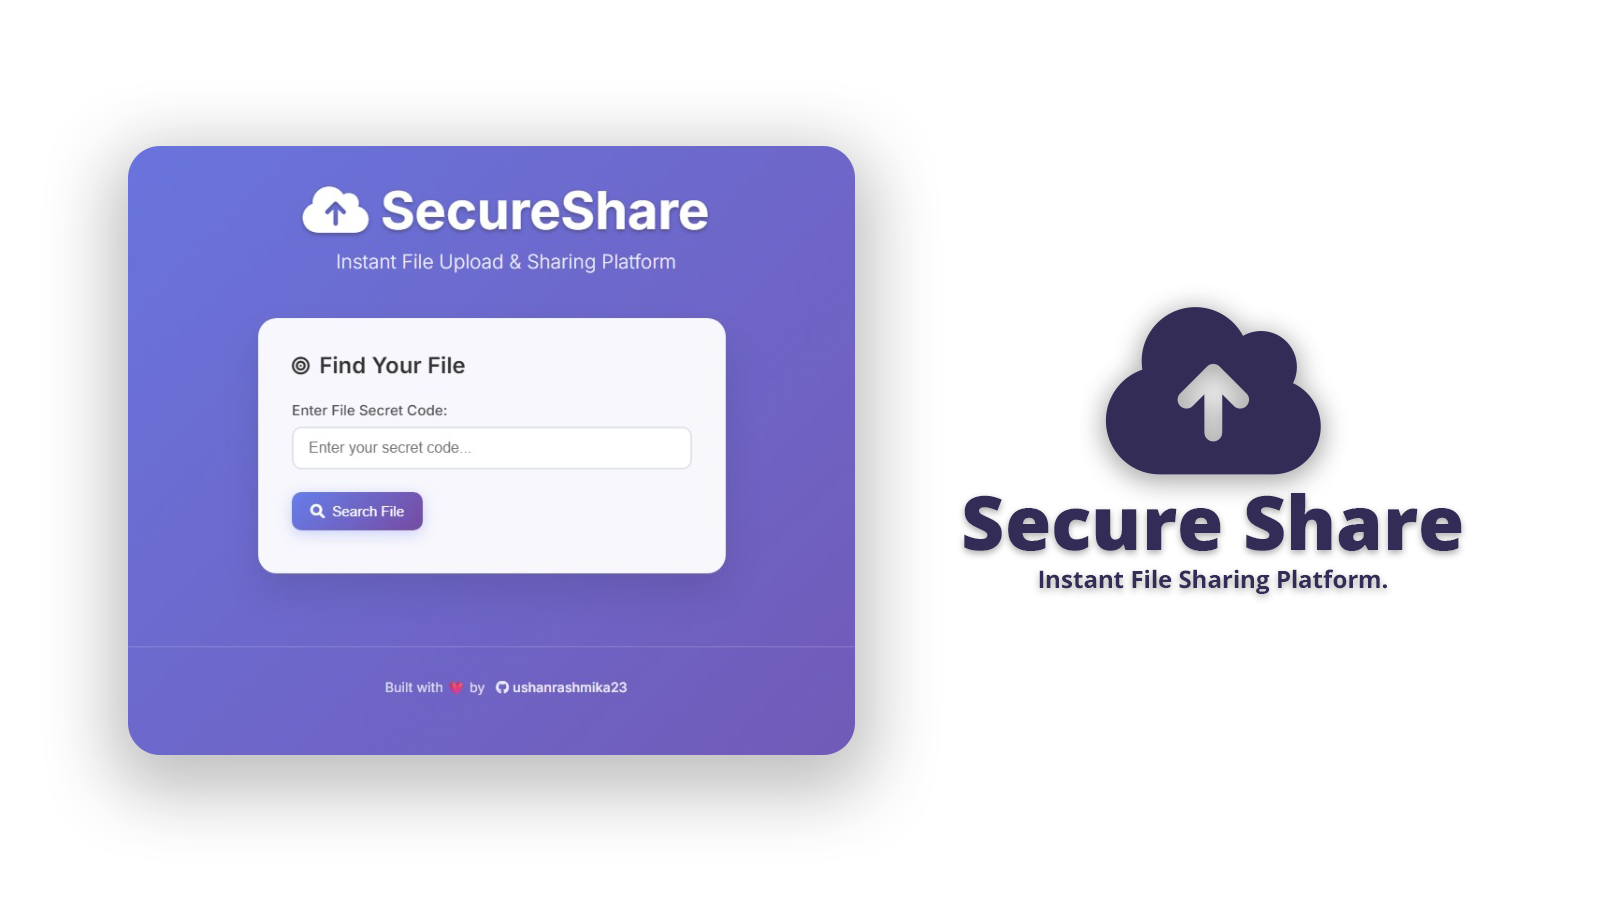 SecureShare
Instant File Upload & Sharing Platform
Find Your File
Enter File Secret Code:
Enter your secret code...
Search File
Built with ❤️ by ushanrashmika23
Secure Share
Instant File Sharing Platform.